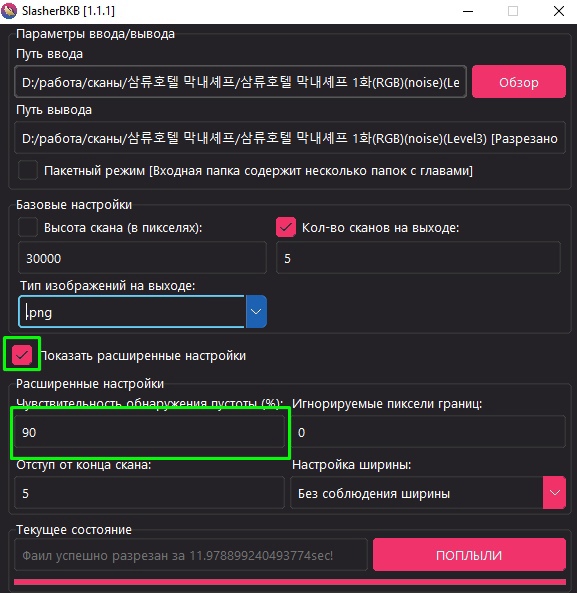 SlasherBKB [1.1.1]
Параметры ввода/вывода
Путь ввода
D:/работа/сканы/삼류호텔 막내셰프/삼류호텔 막내셰프 1화(RGB)(noise)(Le
Обзор
Путь вывода
D:/работа/сканы/삼류호텔 막내셰프/삼류호텔 막내셰프 1화(RGB)(noise)(Level3) [Разрезано
Пакетный режим [Входная папка содержит несколько папок с главами]
Базовые настройки
Высота скана (в пикселях):
Кол-во сканов на выходе:
30000
5
Тип изображений на выходе:
.png
Показать расширенные настройки
Расширенные настройки
Чувствительность обнаружения пустоты (%):
Игнорируемые пиксели границ:
90
0
Отступ от конца скана:
Настройка ширины:
5
Без соблюдения ширины
Текущее состояние
Фаил успешно разрезан за 11.978899240493774sec!
ПОПЛЫЛИ